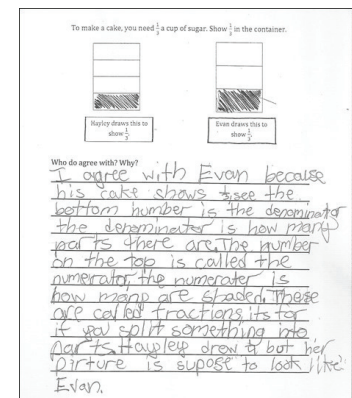 To make a cake, you need 1/3 a cup of sugar. Show 1/3 in the container.
Hayley draws this to
show 1/3.
Evan draws this to
show 1/3.
Who do agree with? Why?
I agree with Evan because
his cake shows 1/3 see the
bottom number is the denominator
the denominator is how many
parts there are. The number
on the top is called the
numeirator the numerater is
how many are shaded. These
are called fractions, its for
if you split something into
parts. Hayley drew 1/4 but her
pirture is supose to look like
Evan.